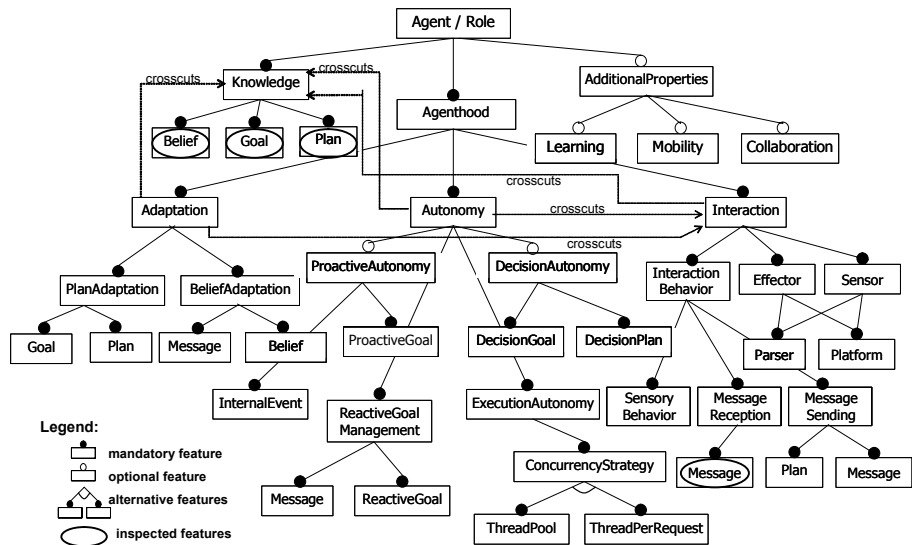 Agent / Role
crosscuts
Knowledge
crosscuts
AdditionalProperties
Agenthood
Belief
Goal
Plan
Learning
Mobility
Collaboration
crosscuts
Adaptation
Autonomy
crosscuts
Interaction
crosscuts
ProactiveAutonomy
DecisionAutonomy
Interaction
Behavior
Effector
Sensor
PlanAdaptation
BeliefAdaptation
Goal
Plan
Message
Belief
ProactiveGoal
DecisionGoal
DecisionPlan
Parser
Platform
InternalEvent
ReactiveGoal
Management
ExecutionAutonomy
Sensory
Behavior
Message
Reception
Message
Sending
Legend:
mandatory feature
optional feature
alternative features
inspected features
ConcurrencyStrategy
Message
Plan
Message
Message
ReactiveGoal
ThreadPool
ThreadPerRequest